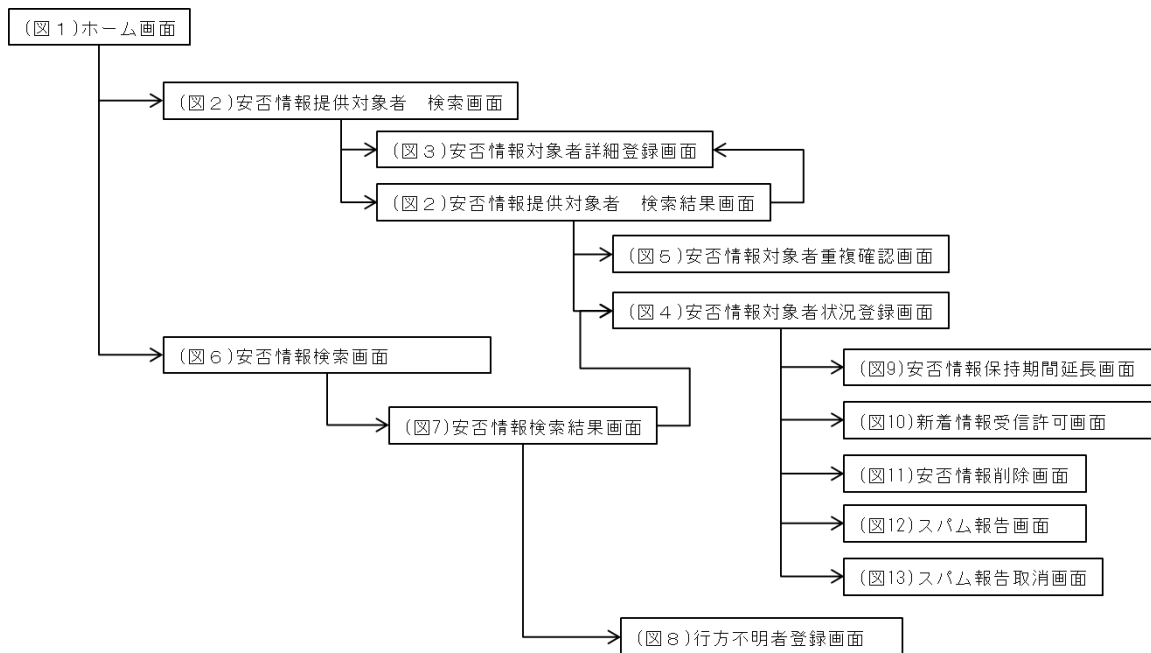 (図１)ホーム画面
(図２)安否情報提供対象者　検索画面
(図３)安否情報対象者詳細登録画面
(図２)安否情報提供対象者　検索結果画面
(図５)安否情報対象者重複確認画面
(図４)安否情報対象者状況登録画面
(図６)安否情報検索画面
(図9)安否情報保持期間延長画面
(図7)安否情報検索結果画面
(図10)新着情報受信許可画面
(図11)安否情報削除画面
(図12)スパム報告画面
(図13)スパム報告取消画面
(図８)行方不明者登録画面